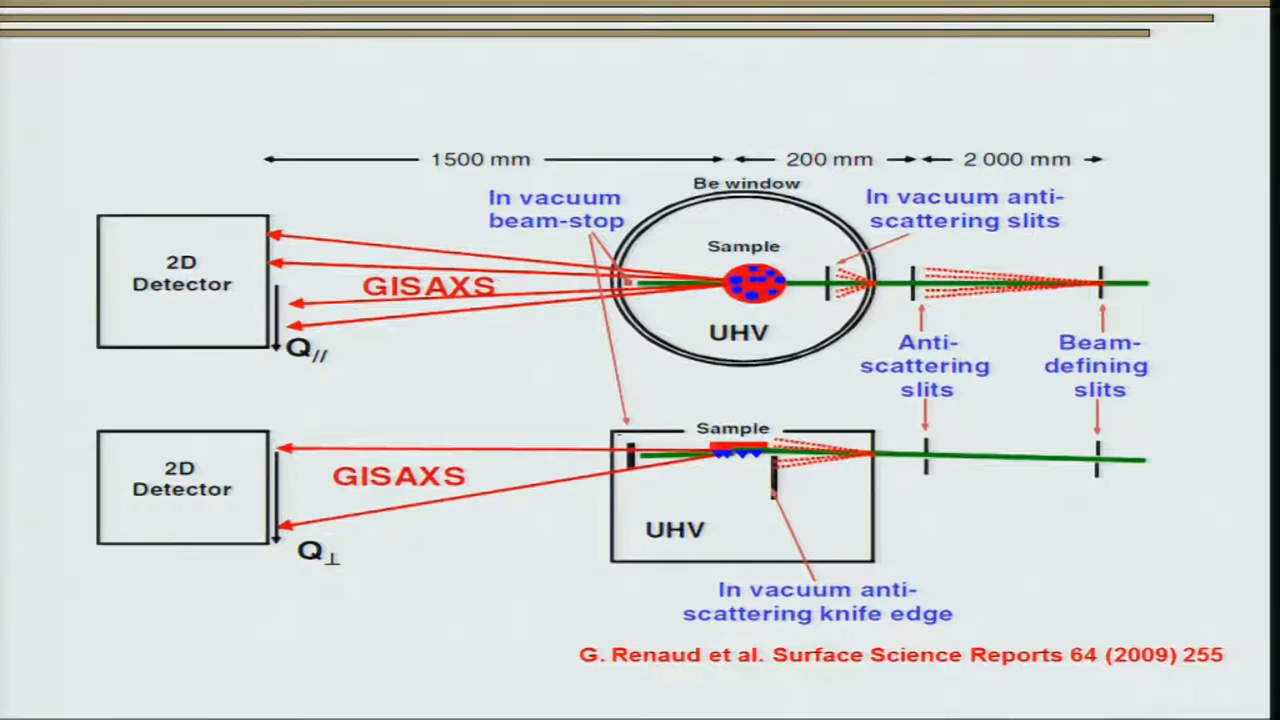 1500 mm
200 mm
2 000 mm
Be window
In vacuum
beam-stop
In vacuum anti-
scattering slits
Sample
2D
Detector
GISAXS
UHV
Q//
Anti-
scattering
slits
Beam-
defining
slits
Sample
2D
Detector
GISAXS
UHV
Q⊥
In vacuum anti-
scattering knife edge
G. Renaud et al. Surface Science Reports 64 (2009) 255